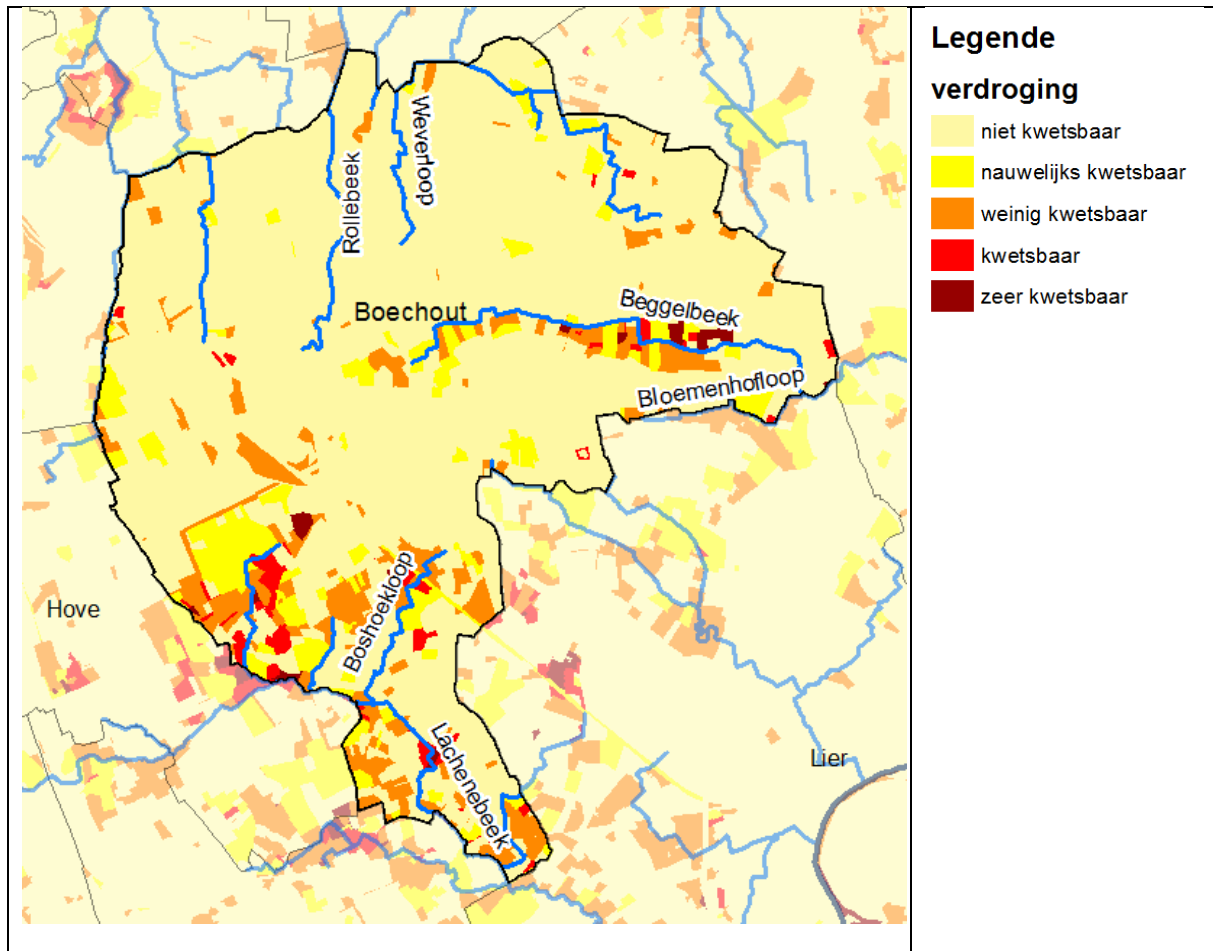 Legende
verdroging
niet kwetsbaar
nauwelijks kwetsbaar
weinig kwetsbaar
kwetsbaar
zeer kwetsbaar
Weverloop
Rollebeek
Boechout
Beggelbeek
Bloemenhofloop
Hove
Boshoekloop
Lachenebeek
Lier